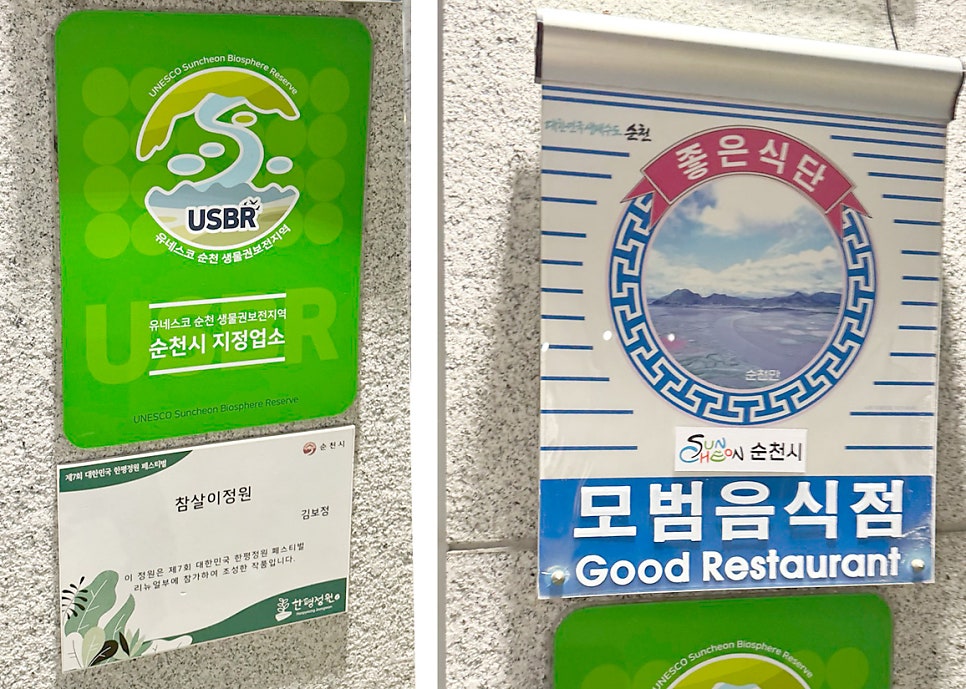 UNESCO Suncheon Biosphere Reserve
USBR
유네스코 순천 생물권보전지역
USBR
유네스코 순천 생물권보전지역
순천시 지정업소
UNESCO Suncheon Biosphere Reserve
순천시
제7회 대한민국 한평정원 페스티벌
참살이정원
김보정
이 정원은 제7회 대한민국 한평정원 페스티벌
리뉴얼부에 참가하여 조성한 작품입니다.
한평정원
대한민국 생태수도 순천
좋은식단
순천만
SUNCHEON 순천시
모범음식점
Good Restaurant
UNESCO Suncheon Biosphere Reserve